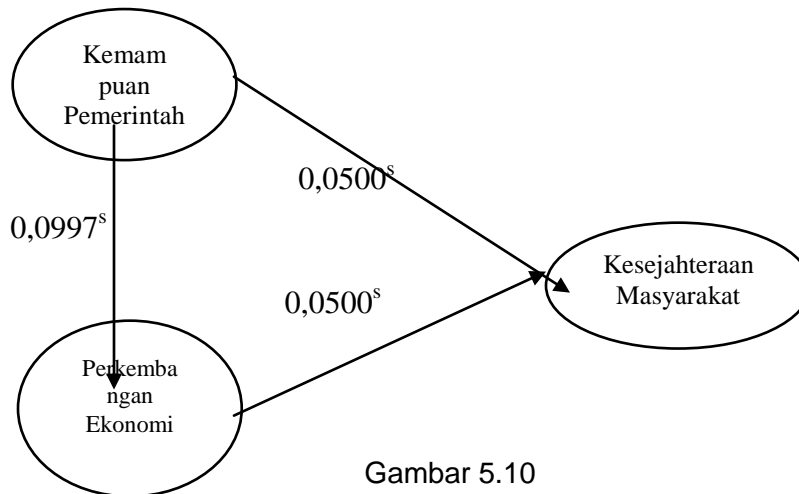 Kemam
puan
Pemerintah
0,0500ˢ
0,0997ˢ
Kesejahteraan
Masyarakat
0,0500ˢ
Perkemba
ngan
Ekonomi
Gambar 5.10